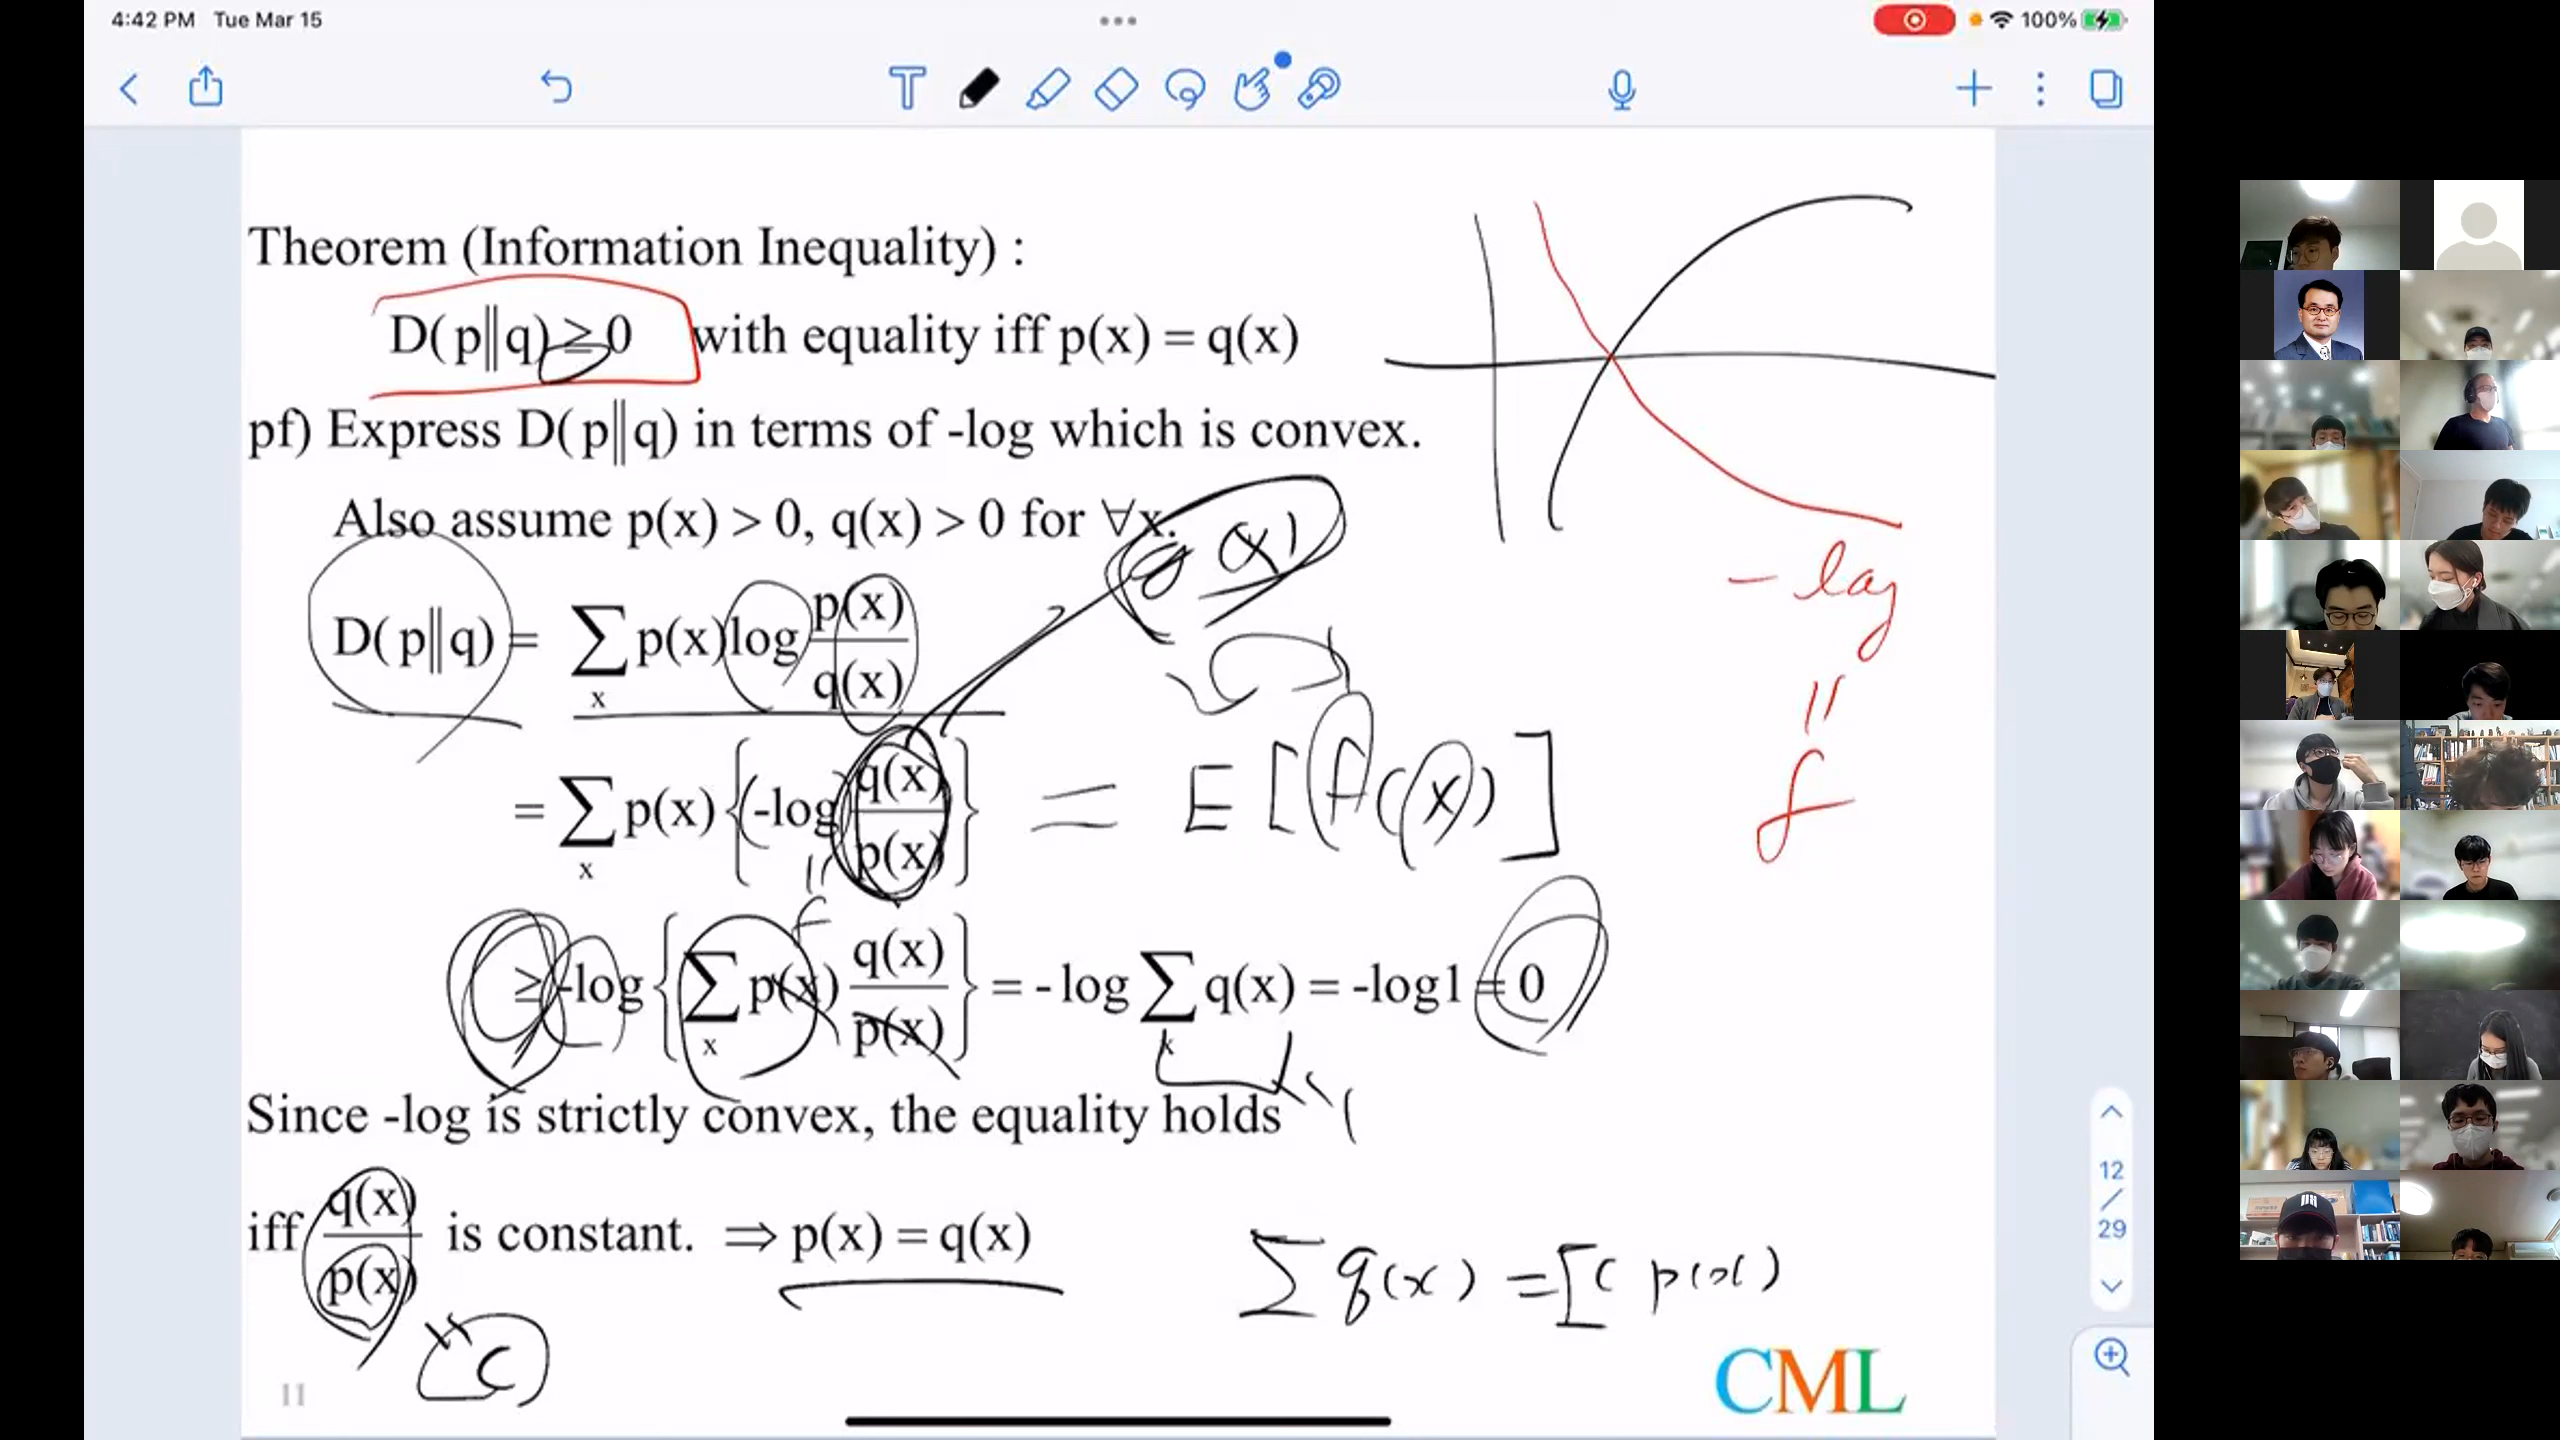 4:42 PM Tue Mar 15
100%
Theorem (Information Inequality) :
D(p||q) ≥ 0 with equality iff p(x) = q(x)
pf) Express D(p||q) in terms of -log which is convex.
Also assume p(x) > 0, q(x) > 0 for ∀x.
D(p||q) = ∑x p(x)log p(x)/q(x)
= ∑x p(x) {-log q(x)/p(x)} = E[f(x)]
≥ -log {∑x p(x) q(x)/p(x)} = - log ∑x q(x) = -log1 = 0
Since -log is strictly convex, the equality holds
iff q(x)/p(x) is constant. ⇒ p(x) = q(x)
- log
=
f
f
1
c
∑ q(x) = ∑ c p(x)
11
CML
12
/
29